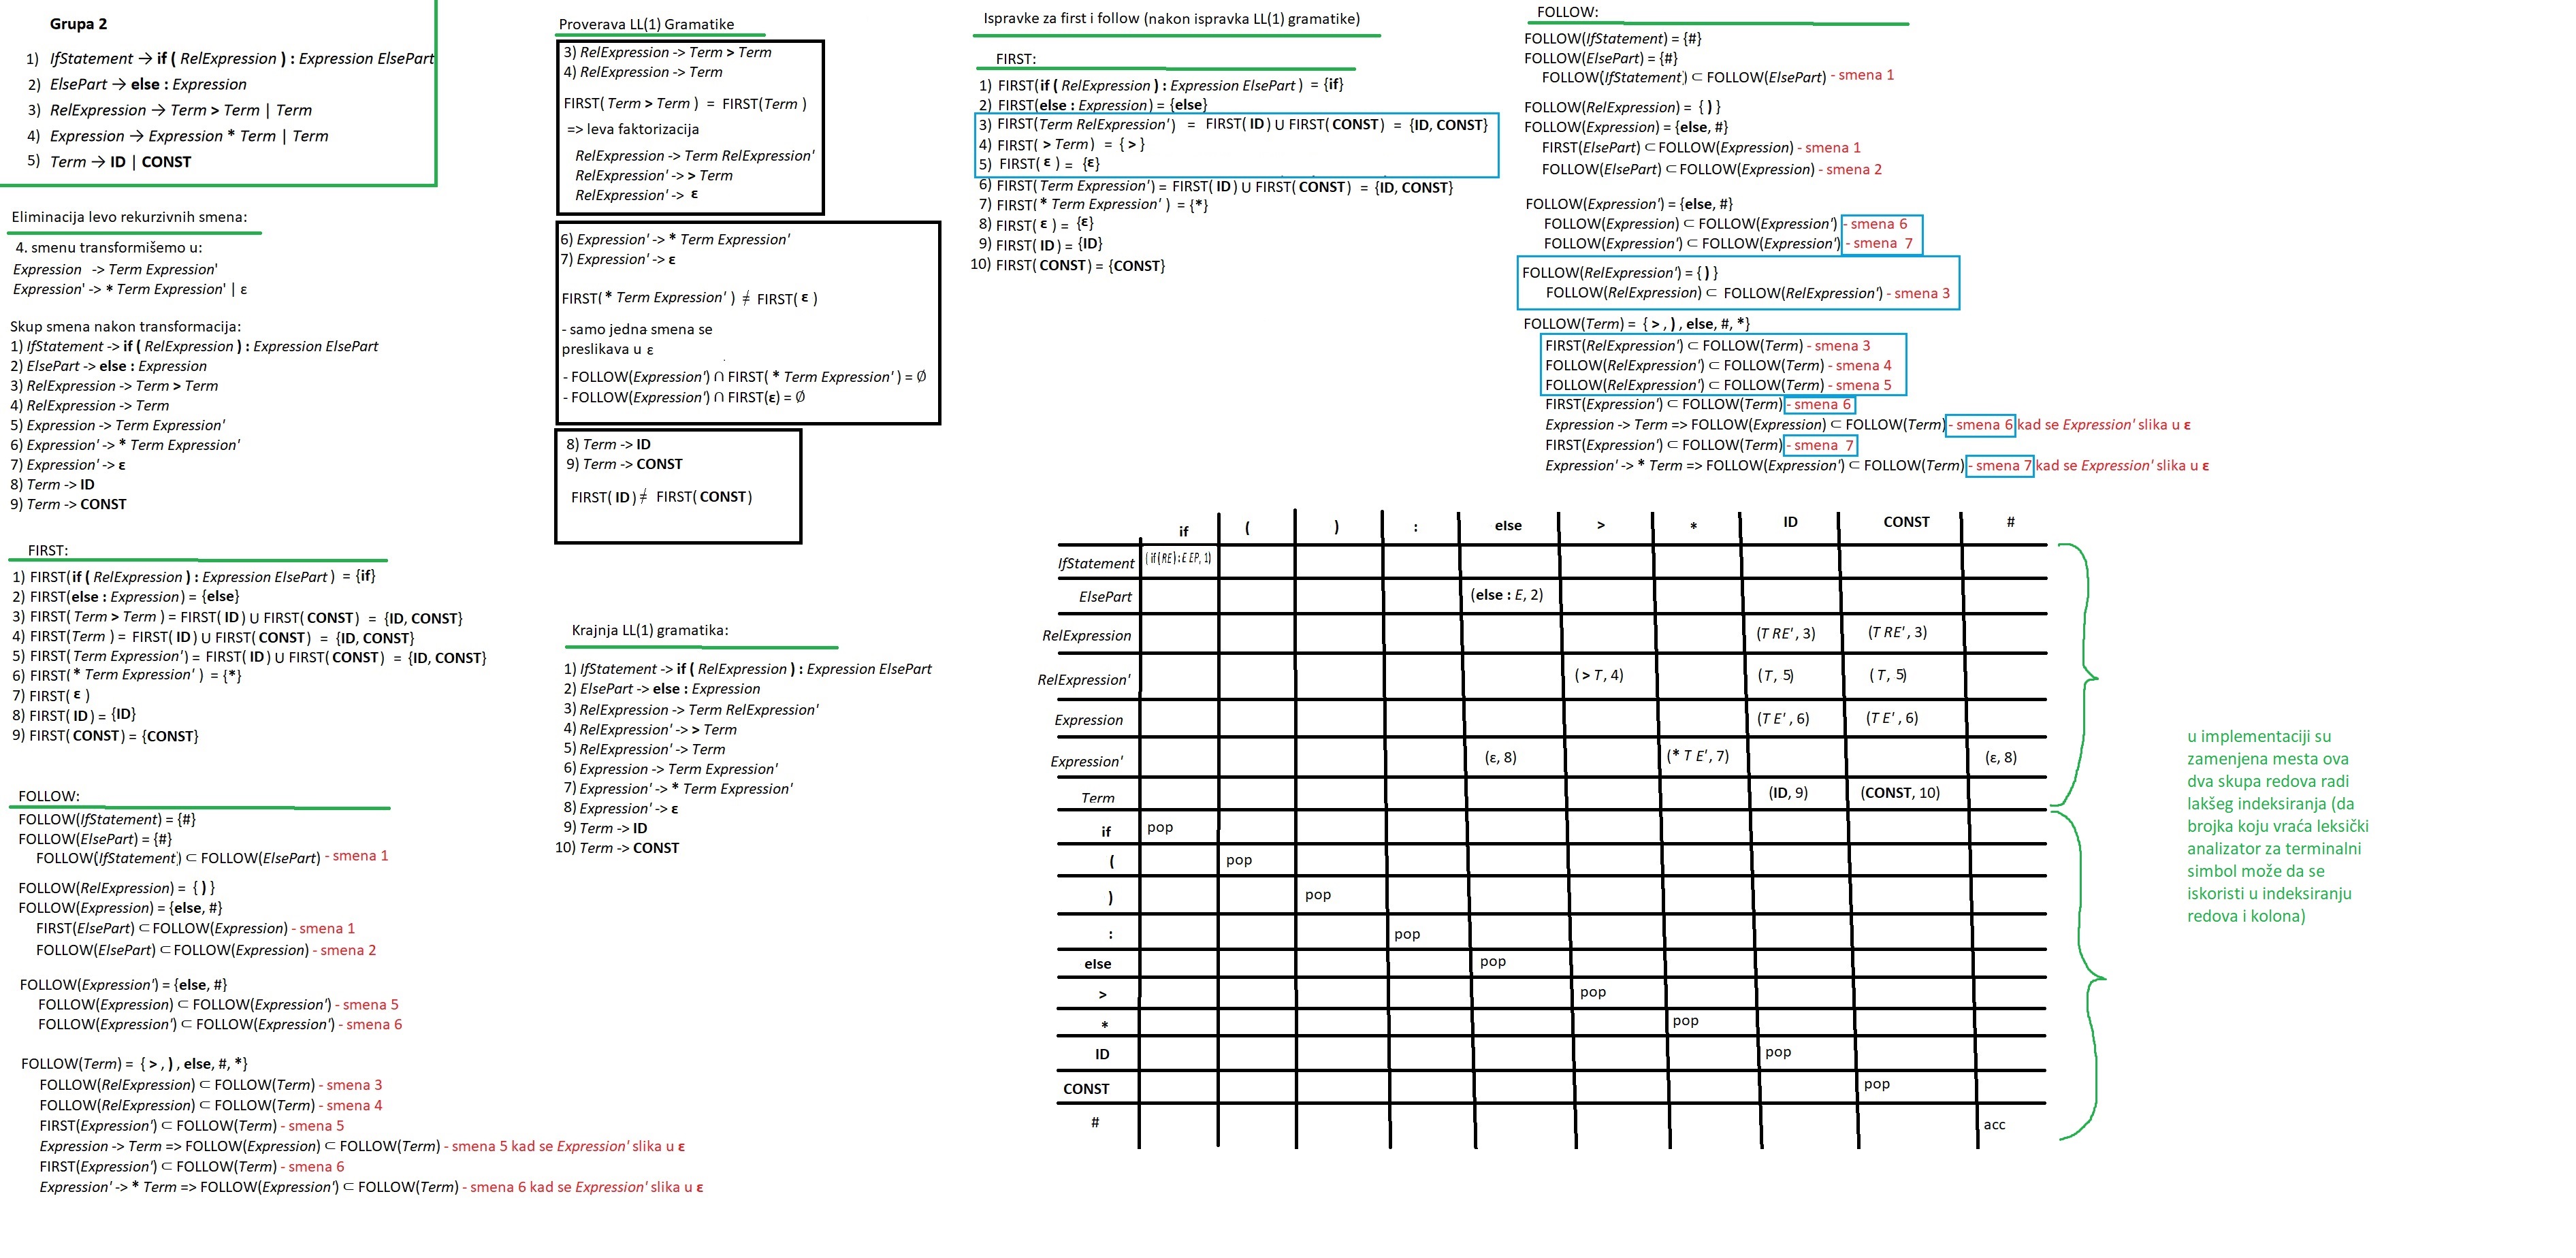 Grupa 2
1) IfStatement → if ( RelExpression ) : Expression ElsePart
2) ElsePart → else : Expression
3) RelExpression → Term > Term | Term
4) Expression → Expression * Term | Term
5) Term → ID | CONST
Eliminacija levo rekurzivnih smena:
4. smenu transformišemo u:
Expression -> Term Expression'
Expression' -> * Term Expression' | ε
Skup smena nakon transformacija:
1) IfStatement -> if ( RelExpression ) : Expression ElsePart
2) ElsePart -> else : Expression
3) RelExpression -> Term > Term
4) RelExpression -> Term
5) Expression -> Term Expression'
6) Expression' -> * Term Expression'
7) Expression' -> ε
8) Term -> ID
9) Term -> CONST
FIRST:
1) FIRST(if ( RelExpression ) : Expression ElsePart ) = {if}
2) FIRST(else : Expression) = {else}
3) FIRST( Term > Term ) = FIRST( ID) ∪ FIRST( CONST) = {ID, CONST}
4) FIRST(Term ) = FIRST( ID) ∪ FIRST( CONST) = {ID, CONST}
5) FIRST( Term Expression') = FIRST( ID) ∪ FIRST( CONST) = {ID, CONST}
6) FIRST( * Term Expression' ) = {*}
7) FIRST( ε )
8) FIRST( ID) = {ID}
9) FIRST( CONST) = {CONST}
FOLLOW:
FOLLOW(IfStatement) = {#}
FOLLOW(ElsePart) = {#}
FOLLOW(IfStatement) ⊂ FOLLOW(ElsePart) - smena 1
FOLLOW(RelExpression) = { ) }
FOLLOW(Expression) = {else, #}
FIRST(ElsePart) ⊂ FOLLOW(Expression) - smena 1
FOLLOW(ElsePart) ⊂ FOLLOW(Expression) - smena 2
FOLLOW(Expression') = {else, #}
FOLLOW(Expression) ⊂ FOLLOW(Expression') - smena 5
FOLLOW(Expression') ⊂ FOLLOW(Expression') - smena 6
FOLLOW(Term) = { > , ) , else, #, *}
FOLLOW(RelExpression) ⊂ FOLLOW(Term) - smena 3
FOLLOW(RelExpression) ⊂ FOLLOW(Term) - smena 4
FIRST(Expression') ⊂ FOLLOW(Term) - smena 5
Expression -> Term => FOLLOW(Expression) ⊂ FOLLOW(Term) - smena 5 kad se Expression' slika u ε
FIRST(Expression') ⊂ FOLLOW(Term) - smena 6
Expression' -> * Term => FOLLOW(Expression') ⊂ FOLLOW(Term) - smena 6 kad se Expression' slika u ε
Proverava LL(1) Gramatike
3) RelExpression -> Term > Term
4) RelExpression -> Term
FIRST( Term > Term ) = FIRST(Term )
=> leva faktorizacija
RelExpression -> Term RelExpression'
RelExpression' -> > Term
RelExpression' -> ε
6) Expression' -> * Term Expression'
7) Expression' -> ε
FIRST( * Term Expression' ) ≠ FIRST( ε )
- samo jedna smena se
preslikava u ε
- FOLLOW(Expression') ∩ FIRST( * Term Expression' ) = ∅
- FOLLOW(Expression') ∩ FIRST(ε) = ∅
8) Term -> ID
9) Term -> CONST
FIRST( ID) ≠ FIRST( CONST)
Krajnja LL(1) gramatika:
1) IfStatement -> if ( RelExpression ) : Expression ElsePart
2) ElsePart -> else : Expression
3) RelExpression -> Term RelExpression'
4) RelExpression' -> > Term
5) RelExpression' -> Term
6) Expression -> Term Expression'
7) Expression' -> * Term Expression'
8) Expression' -> ε
9) Term -> ID
10) Term -> CONST
Ispravke za first i follow (nakon ispravka LL(1) gramatike)
FIRST:
1) FIRST(if ( RelExpression ) : Expression ElsePart ) = {if}
2) FIRST(else : Expression) = {else}
3) FIRST(Term RelExpression') = FIRST( ID) ∪ FIRST( CONST) = {ID, CONST}
4) FIRST( > Term) = { > }
5) FIRST( ε ) = {ε}
6) FIRST( Term Expression') = FIRST( ID) ∪ FIRST( CONST) = {ID, CONST}
7) FIRST( * Term Expression' ) = {*}
8) FIRST( ε ) = {ε}
9) FIRST( ID) = {ID}
10) FIRST( CONST) = {CONST}
FOLLOW:
FOLLOW(IfStatement) = {#}
FOLLOW(ElsePart) = {#}
FOLLOW(IfStatement) ⊂ FOLLOW(ElsePart) - smena 1
FOLLOW(RelExpression) = { ) }
FOLLOW(Expression) = {else, #}
FIRST(ElsePart) ⊂ FOLLOW(Expression) - smena 1
FOLLOW(ElsePart) ⊂ FOLLOW(Expression) - smena 2
FOLLOW(Expression') = {else, #}
FOLLOW(Expression) ⊂ FOLLOW(Expression') - smena 6
FOLLOW(Expression') ⊂ FOLLOW(Expression') - smena 7
FOLLOW(RelExpression') = { ) }
FOLLOW(RelExpression) ⊂ FOLLOW(RelExpression') - smena 3
FOLLOW(Term) = { > , ) , else, #, *}
FIRST(RelExpression') ⊂ FOLLOW(Term) - smena 3
FOLLOW(RelExpression') ⊂ FOLLOW(Term) - smena 4
FOLLOW(RelExpression') ⊂ FOLLOW(Term) - smena 5
FIRST(Expression') ⊂ FOLLOW(Term) - smena 6
Expression -> Term => FOLLOW(Expression) ⊂ FOLLOW(Term) - smena 6 kad se Expression' slika u ε
FIRST(Expression') ⊂ FOLLOW(Term) - smena 7
Expression' -> * Term => FOLLOW(Expression') ⊂ FOLLOW(Term) - smena 7 kad se Expression' slika u ε
if ( ) : else > * ID CONST #
IfStatement ( if(RE):E EP, 1)
ElsePart (else : E, 2)
RelExpression (T RE', 3) (T RE', 3)
RelExpression' ( > T, 4) (T, 5) ( T, 5)
Expression (T E', 6) (T E', 6)
Expression' (ε, 8) (* T E', 7) (ε, 8)
Term (ID, 9) (CONST, 10)
if pop
( pop
) pop
: pop
else pop
> pop
* pop
ID pop
CONST pop
# acc
u implementaciji su
zamenjena mesta ova
dva skupa redova radi
lakšeg indeksiranja (da
brojka koju vraća leksički
analizator za terminalni
simbol može da se
iskoristi u indeksiranju
redova i kolona)